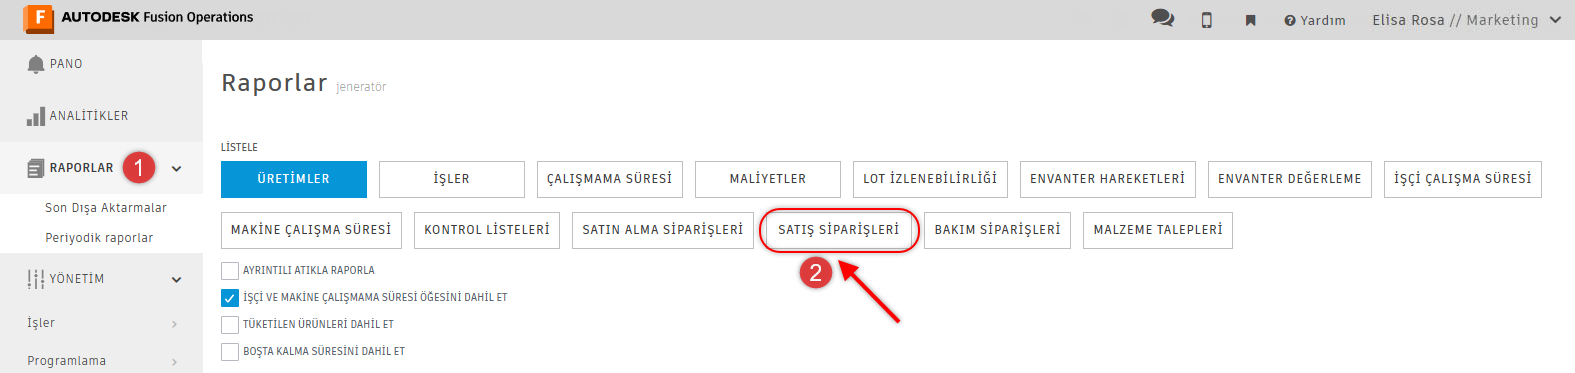 F AUTODESK Fusion Operations
Yardım
Elisa Rosa // Marketing
PANO
ANALİTİKLER
RAPORLAR 1
Son Dışa Aktarmalar
Periyodik raporlar
YÖNETİM
İşler
Programlama
Raporlar jeneratör
LİSTELE
ÜRETİMLER İŞLER ÇALIŞMAMA SÜRESİ MALİYETLER LOT İZLENEBİLİRLİĞİ ENVANTER HAREKETLERİ ENVANTER DEĞERLEME İŞÇİ ÇALIŞMA SÜRESİ
MAKİNE ÇALIŞMA SÜRESİ KONTROL LİSTELERİ SATIN ALMA SİPARİŞLERİ SATIŞ SİPARİŞLERİ BAKIM SİPARİŞLERİ MALZEME TALEPLERİ
2
AYRINTILI ATIKLA RAPORLA
İŞÇİ VE MAKİNE ÇALIŞMAMA SÜRESİ ÖĞESİNİ DAHİL ET
TÜKETİLEN ÜRÜNLERİ DAHİL ET
BOŞTA KALMA SÜRESİNİ DAHİL ET